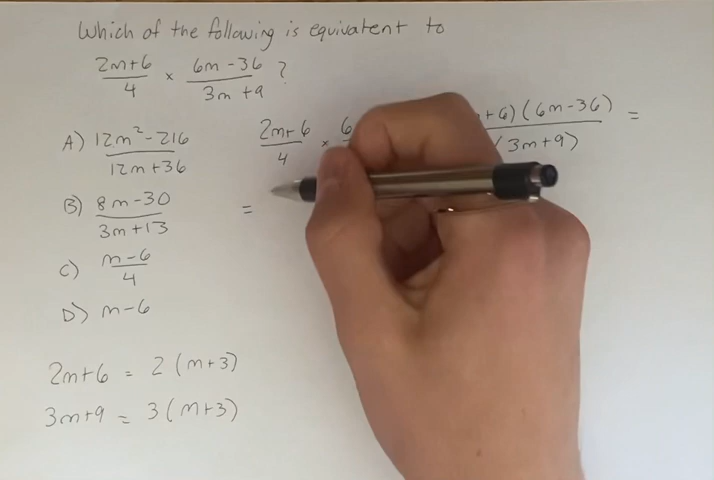 Which of the following is equivalent to
2m+6 / 4 × 6m-36 / 3m+9 ?
A) 12m²-216 / 12m+36
B) 8m-30 / 3m+13
C) m-6 / 4
D) m-6
2m+6 / 4 × 6
+6)(6m-36) / (3m+9) =
=
2m+6 = 2(m+3)
3m+9 = 3(m+3)